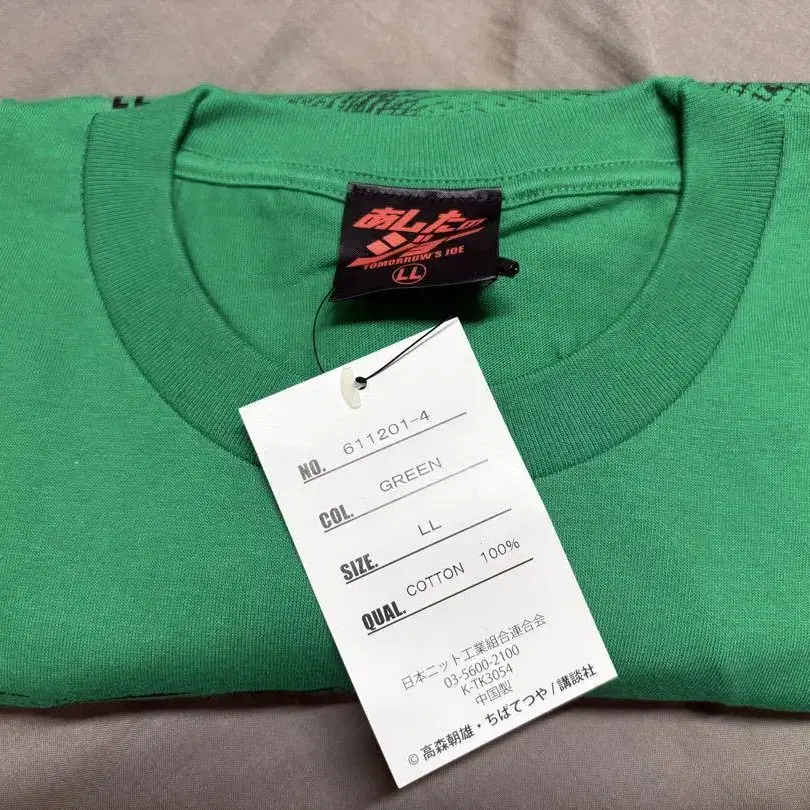 あしたの
ジョー
TOMORROW'S JOE
LL
NO. 611201-4
COL. GREEN
SIZE. LL
QUAL. COTTON 100%
日本ニット工業組合連合会
03-5600-2100
K-TK3054
中国製
© 高森朝雄・ちばてつや/講談社